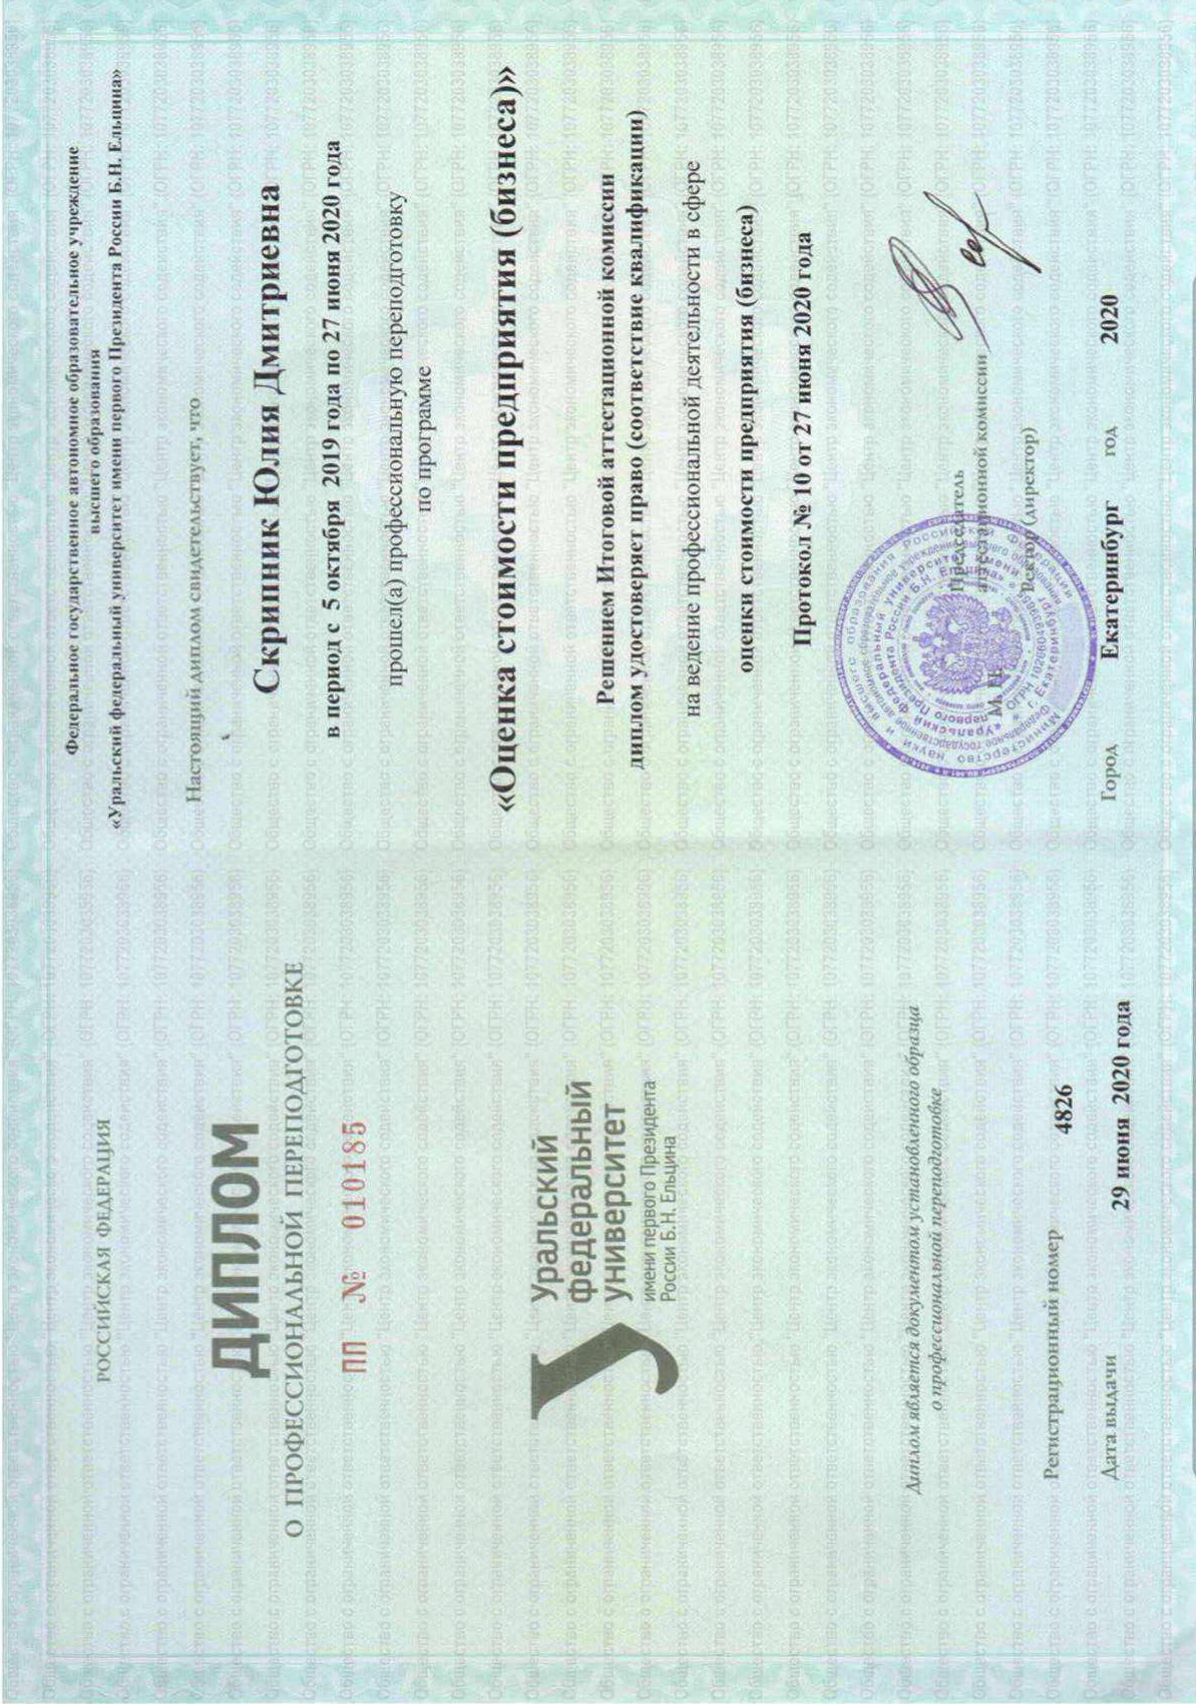 РОССИЙСКАЯ ФЕДЕРАЦИЯ
ДИПЛОМ
О ПРОФЕССИОНАЛЬНОЙ ПЕРЕПОДГОТОВКЕ
ПП № 010185
Уральский
федеральный
университет
имени первого Президента
России Б.Н. Ельцина
Диплом является документом установленного образца
о профессиональной переподготовке
Регистрационный номер 4826
Дата выдачи 29 июня 2020 года
Федеральное государственное автономное образовательное учреждение
высшего образования
«Уральский федеральный университет имени первого Президента России Б.Н. Ельцина»
Настоящий диплом свидетельствует, что
Скрипник Юлия Дмитриевна
в период с 5 октября 2019 года по 27 июня 2020 года
прошел(а) профессиональную переподготовку
по программе
«Оценка стоимости предприятия (бизнеса)»
Решением Итоговой аттестационной комиссии
диплом удостоверяет право (соответствие квалификации)
на ведение профессиональной деятельности в сфере
оценки стоимости предприятия (бизнеса)
Протокол № 10 от 27 июня 2020 года
Председатель
аттестационной комиссии
Ректор (директор)
М.П.
Город Екатеринбург год 2020